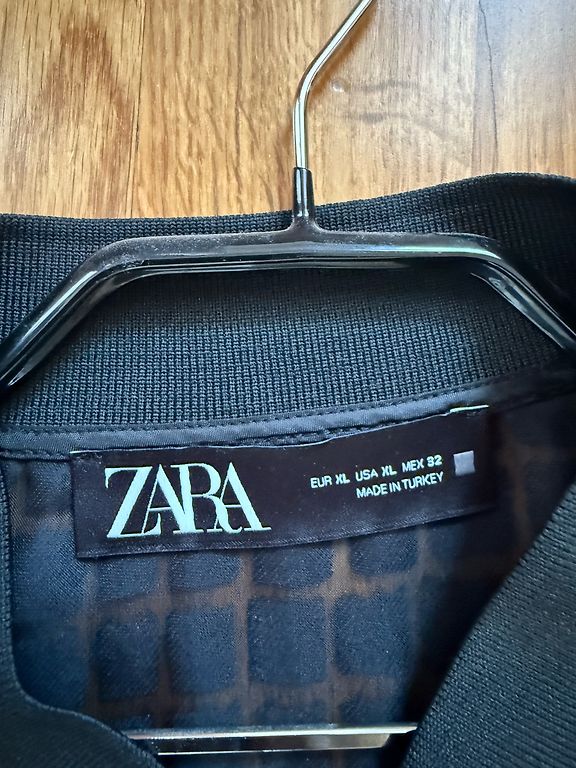 ZARA
EUR XL USA XL MEX 32
MADE IN TURKEY